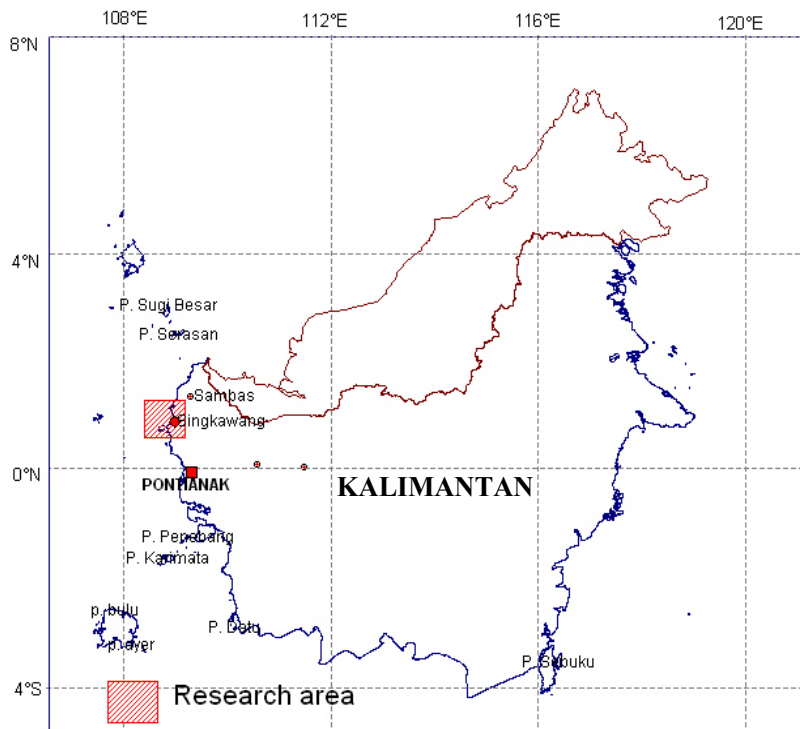 108°E 112°E 116°E 120°E
8°N
4°N
P. Sugi Besar
P. Serasan
Sambas
Singkawang
0°N
PONTIANAK
KALIMANTAN
P. Penebang
P. Karimata
p. bulu
P. Datu
p. ayer
P. Sebuku
4°S
Research area